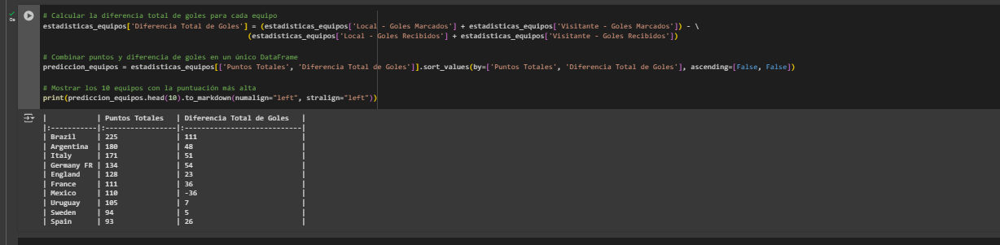 # Calcular la diferencia total de goles para cada equipo
estadisticas_equipos['Diferencia Total de Goles'] = (estadisticas_equipos['Local - Goles Marcados'] + estadisticas_equipos['Visitante - Goles Marcados']) - \
(estadisticas_equipos['Local - Goles Recibidos'] + estadisticas_equipos['Visitante - Goles Recibidos'])
# Combinar puntos y diferencia de goles en un único DataFrame
prediccion_equipos = estadisticas_equipos[['Puntos Totales', 'Diferencia Total de Goles']].sort_values(by=['Puntos Totales', 'Diferencia Total de Goles'], ascending=[False, False])
# Mostrar los 10 equipos con la puntuación más alta
print(prediccion_equipos.head(10).to_markdown(numalign="left", stralign="left"))
| | Puntos Totales | Diferencia Total de Goles |
|:-----------|:-----------------|:----------------------------|
| Brazil | 225 | 111 |
| Argentina | 180 | 48 |
| Italy | 171 | 51 |
| Germany FR | 134 | 54 |
| England | 128 | 23 |
| France | 111 | 36 |
| Mexico | 110 | -36 |
| Uruguay | 105 | 7 |
| Sweden | 94 | 5 |
| Spain | 93 | 26 |